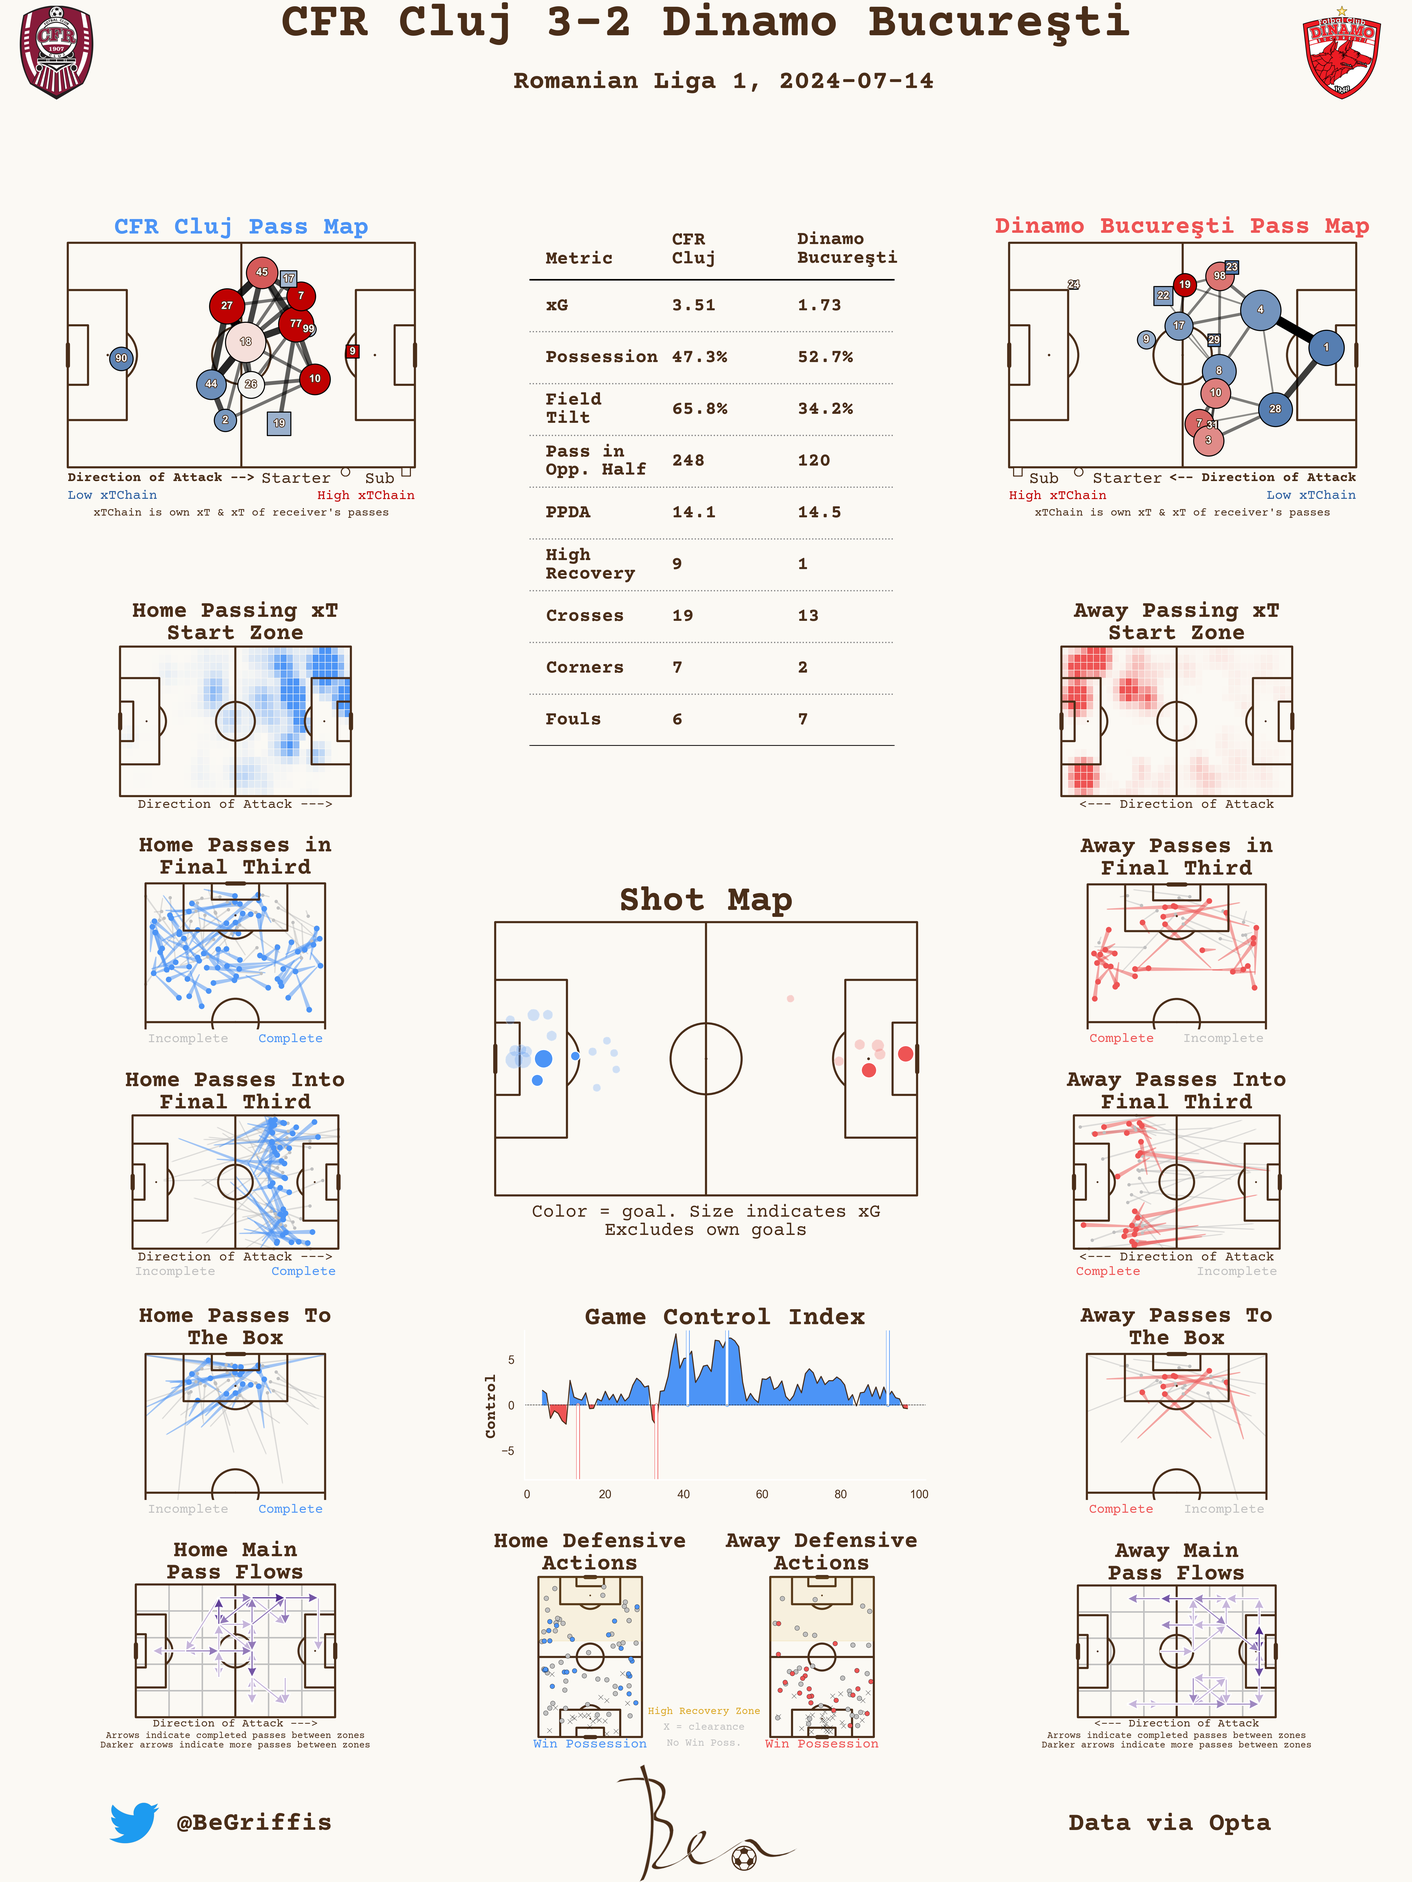 CFR Cluj 3-2 Dinamo Bucureşti
Romanian Liga 1, 2024-07-14
CFR
1907
Fotbal Club
DINAMO
1948
CFR Cluj Pass Map
45
17
7
27
77
99
18
9
90
44
26
10
2
19
Direction of Attack --> Starter Sub
Low xTChain High xTChain
xTChain is own xT & xT of receiver's passes
Metric CFR Cluj Dinamo Bucureşti
xG 3.51 1.73
Possession 47.3% 52.7%
Field Tilt 65.8% 34.2%
Pass in Opp. Half 248 120
PPDA 14.1 14.5
High Recovery 9 1
Crosses 19 13
Corners 7 2
Fouls 6 7
Dinamo Bucureşti Pass Map
23
98
24
19
22
4
17
9
29
1
8
10
28
7
31
3
Sub Starter <-- Direction of Attack
High xTChain Low xTChain
xTChain is own xT & xT of receiver's passes
Home Passing xT
Start Zone
Direction of Attack --->
Away Passing xT
Start Zone
<--- Direction of Attack
Home Passes in
Final Third
Incomplete Complete
Away Passes in
Final Third
Complete Incomplete
Shot Map
Color = goal. Size indicates xG
Excludes own goals
Home Passes Into
Final Third
Direction of Attack --->
Incomplete Complete
Away Passes Into
Final Third
<--- Direction of Attack
Complete Incomplete
Home Passes To
The Box
Incomplete Complete
Game Control Index
Control
5
0
−5
0 20 40 60 80 100
Away Passes To
The Box
Complete Incomplete
Home Main
Pass Flows
Direction of Attack --->
Arrows indicate completed passes between zones
Darker arrows indicate more passes between zones
Home Defensive
Actions
Win Possession
Away Defensive
Actions
Win Possession
High Recovery Zone
X = clearance
No Win Poss.
Away Main
Pass Flows
<--- Direction of Attack
Arrows indicate completed passes between zones
Darker arrows indicate more passes between zones
@BeGriffis
Ben
Data via Opta